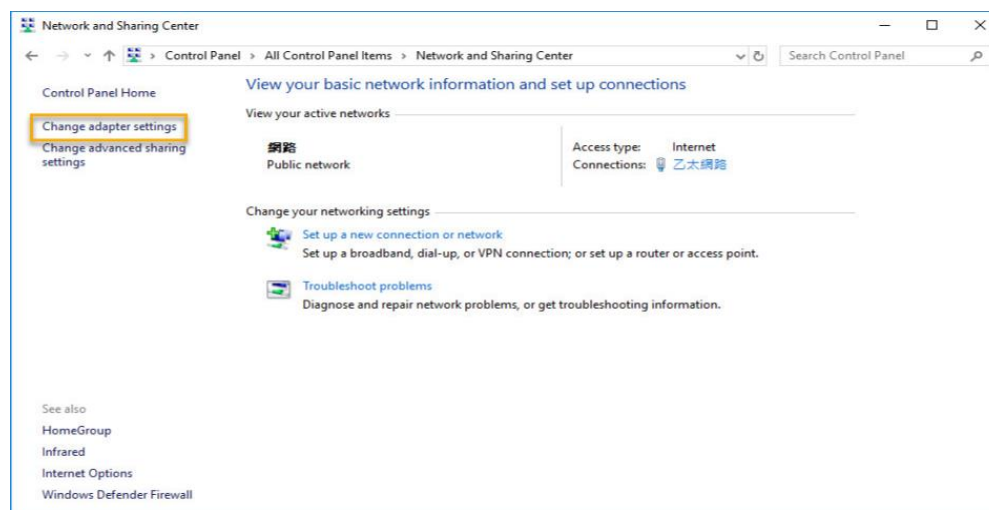 Network and Sharing Center
Control Panel > All Control Panel Items > Network and Sharing Center
Search Control Panel
Control Panel Home
Change adapter settings
Change advanced sharing
settings
View your basic network information and set up connections
View your active networks
網路
Public network
Access type: Internet
Connections: 乙太網路
Change your networking settings
Set up a new connection or network
Set up a broadband, dial-up, or VPN connection; or set up a router or access point.
Troubleshoot problems
Diagnose and repair network problems, or get troubleshooting information.
See also
HomeGroup
Infrared
Internet Options
Windows Defender Firewall